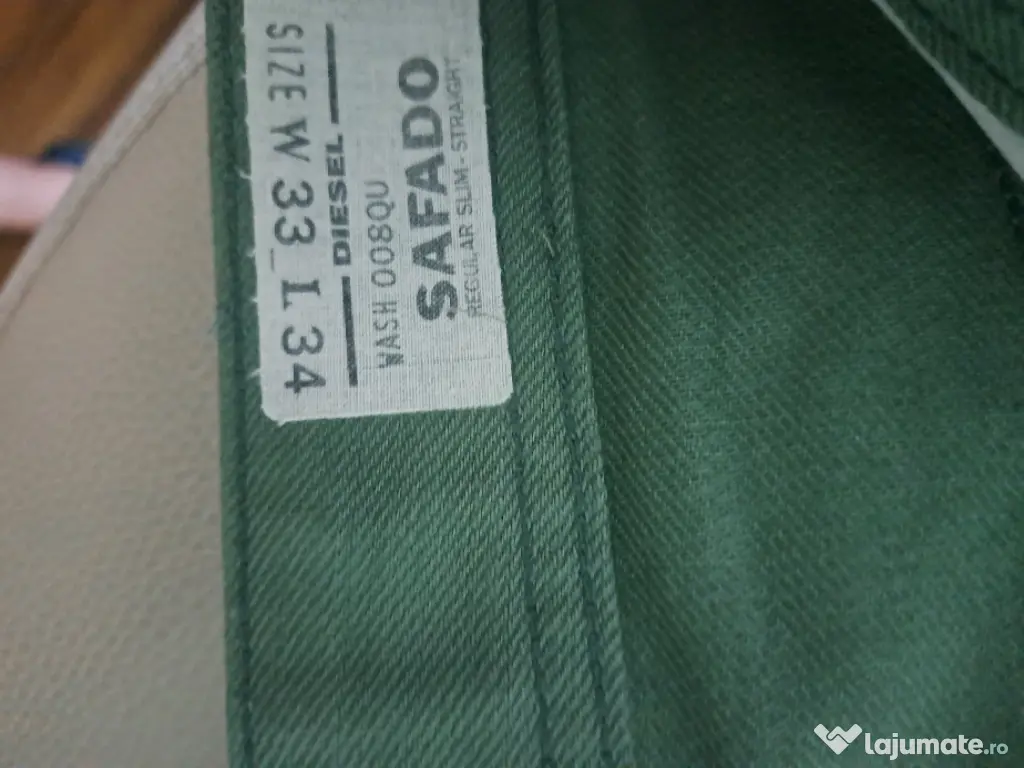 SIZE W 33 L 34
DIESEL
WASH 008QU
SAFADO
REGULAR SLIM-STRAIGHT
lajumate.ro